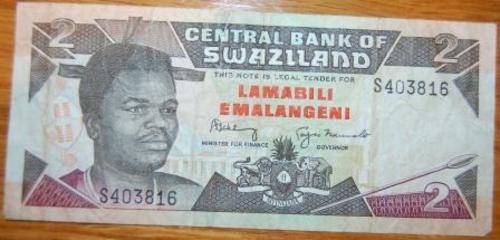 2
CENTRAL BANK OF
SWAZILAND
2
THIS NOTE IS LEGAL TENDER FOR
S403816
LAMABILI
EMALANGENI
MINISTER FOR FINANCE
GOVERNOR
S403816
2